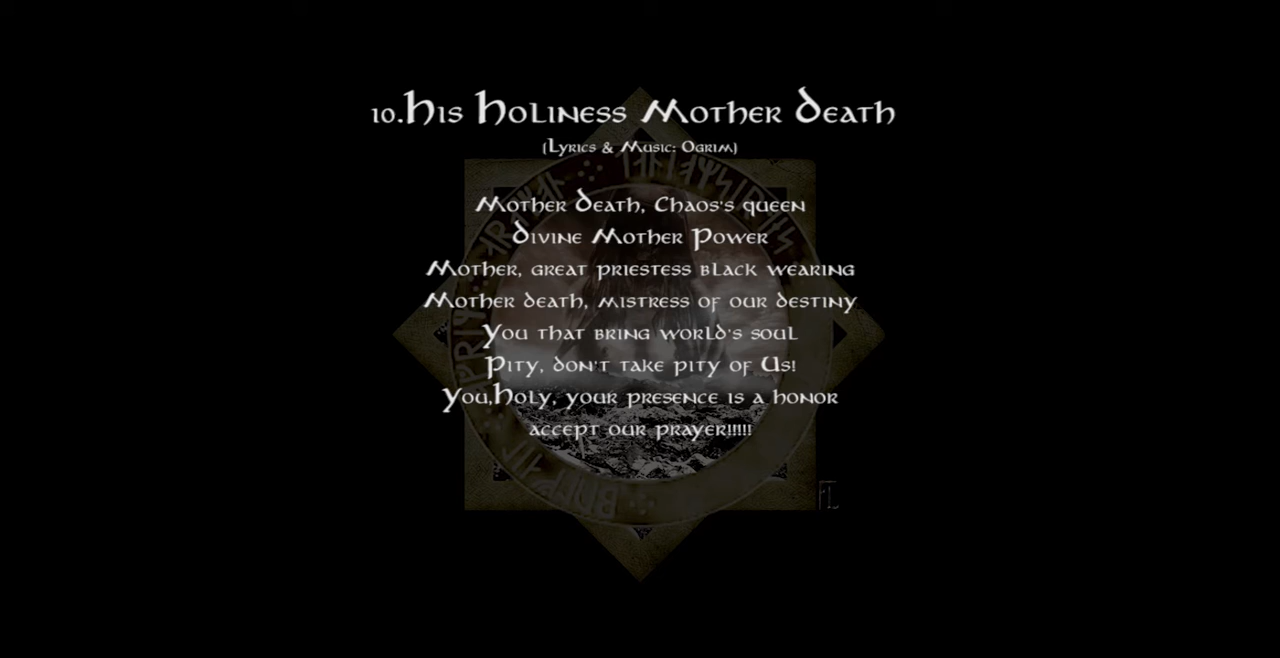 10.His Holiness Mother Death
(Lyrics & Music: Ogrim)
Mother Death, Chaos's queen
Divine Mother Power
Mother, great priestess black wearing
Mother death, mistress of our destiny
You that bring world's soul
Pity, don't take pity of Us!
You,Holy, your presence is a honor
accept our prayer!!!!!